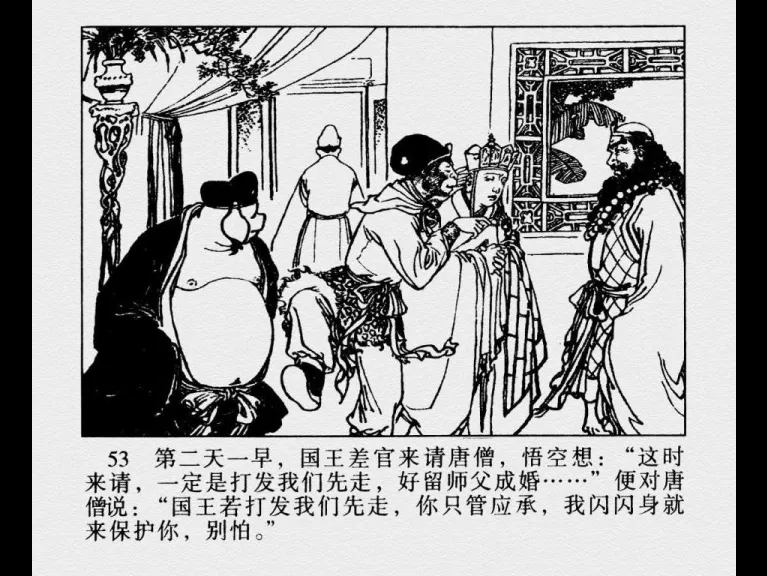 53 第二天一早，国王差官来请唐僧，悟空想：“这时
来请，一定是打发我们先走，好留师父成婚……”便对唐
僧说：“国王若打发我们先走，你只管应承，我闪闪身就
来保护你，别怕。”